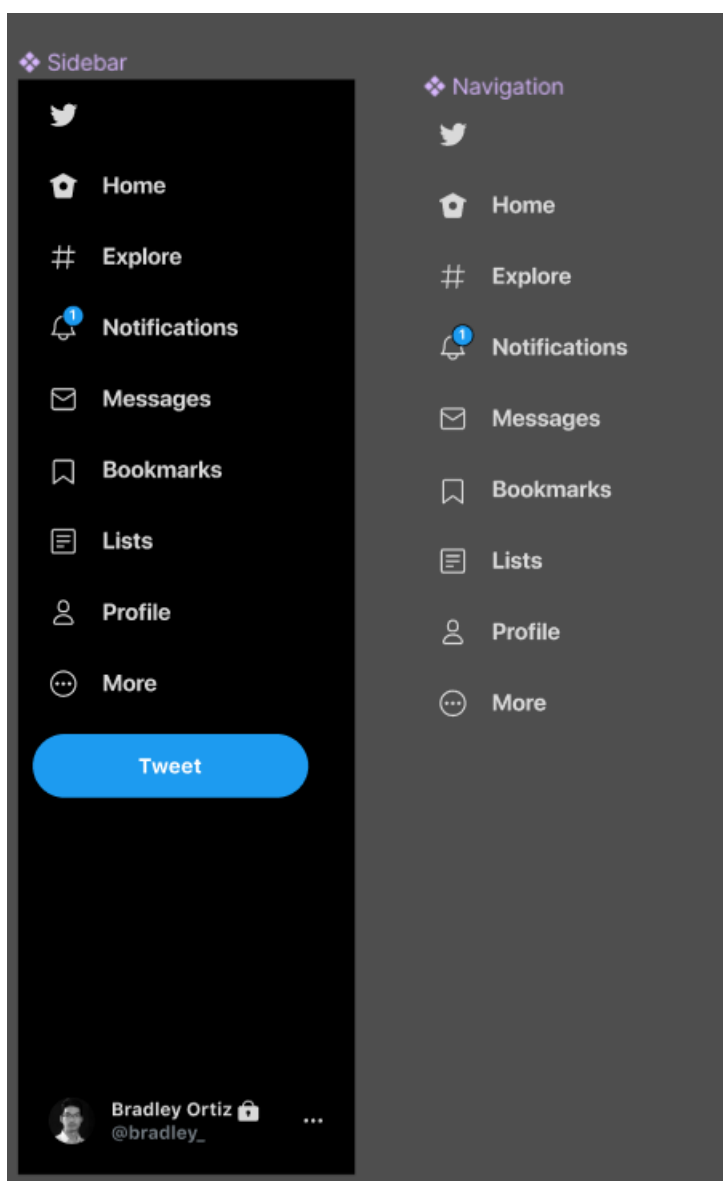 Sidebar
Home
Explore
1
Notifications
Messages
Bookmarks
Lists
Profile
More
Tweet
Bradley Ortiz
@bradley_
Navigation
Home
Explore
1
Notifications
Messages
Bookmarks
Lists
Profile
More